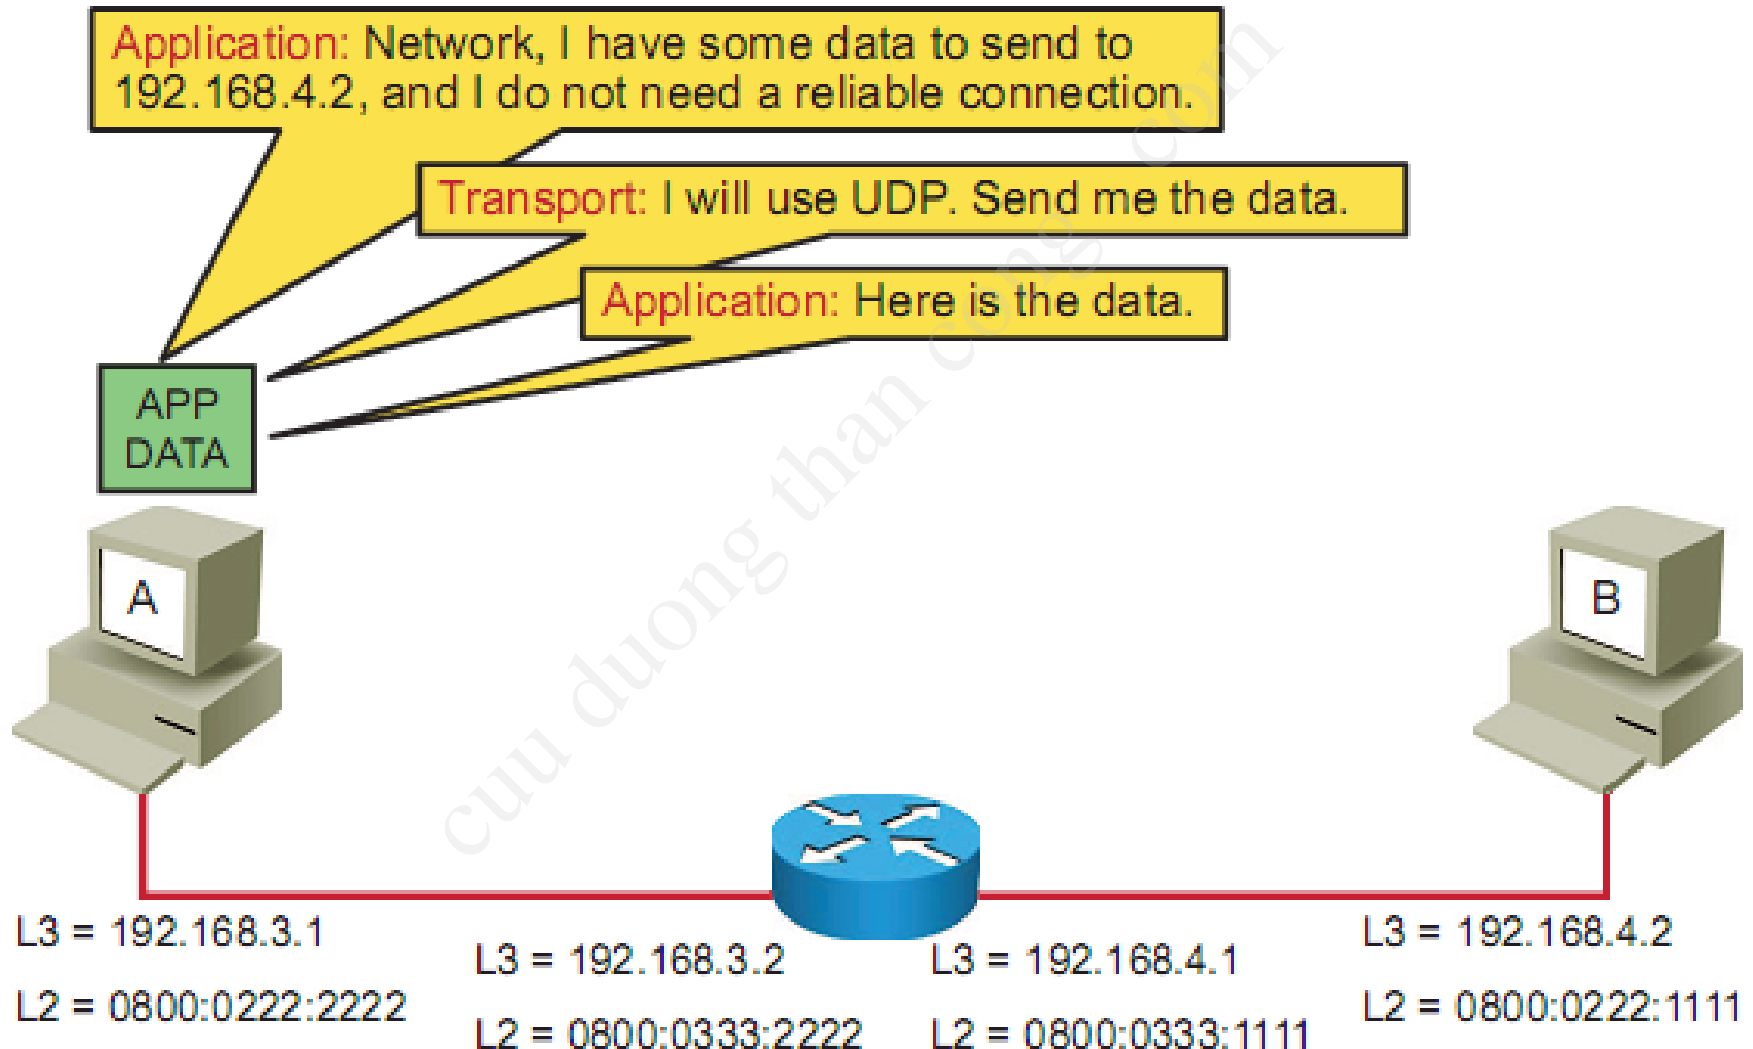 Application: Network, I have some data to send to
192.168.4.2, and I do not need a reliable connection.
Transport: I will use UDP. Send me the data.
Application: Here is the data.
APP
DATA
A
B
cuu duong than cong . com
L3 = 192.168.3.1
L2 = 0800:0222:2222
L3 = 192.168.3.2
L2 = 0800:0333:2222
L3 = 192.168.4.1
L2 = 0800:0333:1111
L3 = 192.168.4.2
L2 = 0800:0222:1111